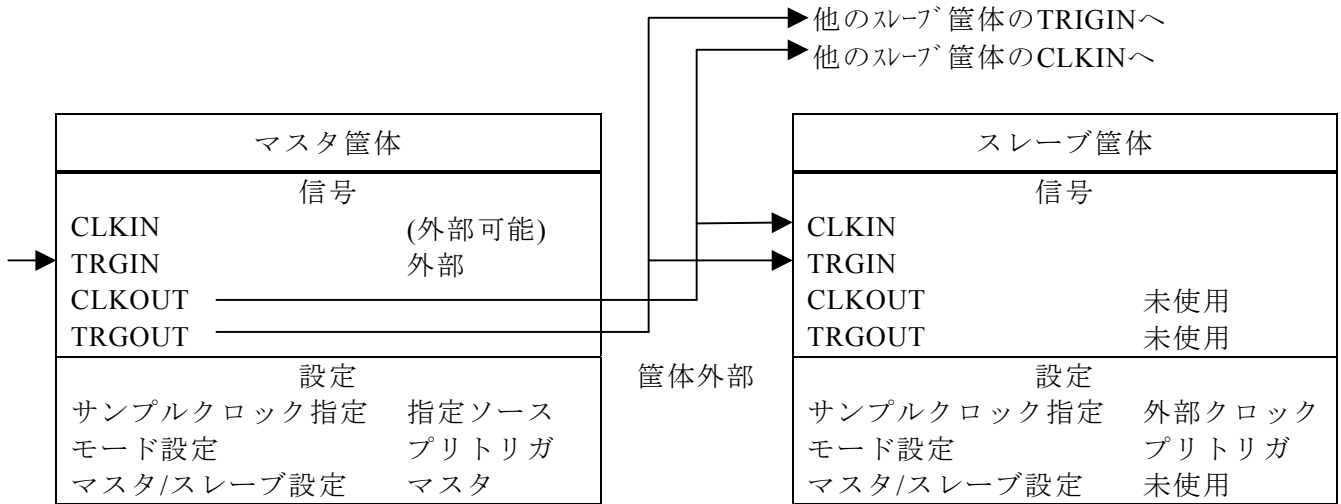 他のｽﾚｰﾌﾞ筐体のTRIGINへ
他のｽﾚｰﾌﾞ筐体のCLKINへ
マスタ筐体
信号
CLKIN (外部可能)
TRGIN 外部
CLKOUT
TRGOUT
設定
サンプルクロック指定 指定ソース
モード設定 プリトリガ
マスタ/スレーブ設定 マスタ
筐体外部
スレーブ筐体
信号
CLKIN
TRGIN
CLKOUT 未使用
TRGOUT 未使用
設定
サンプルクロック指定 外部クロック
モード設定 プリトリガ
マスタ/スレーブ設定 未使用